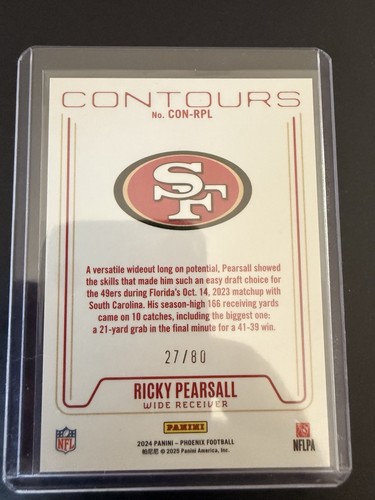 CONTOURS
No. CON-RPL
SF
A versatile wideout long on potential, Pearsall showed
the skills that made him such an easy draft choice for
the 49ers during Florida's Oct. 14, 2023 matchup with
South Carolina. His season-high 166 receiving yards
came on 10 catches, including the biggest one:
a 21-yard grab in the final minute for a 41-39 win.
27/80
RICKY PEARSALL
WIDE RECEIVER
NFL
PANINI
2024 PANINI – PHOENIX FOOTBALL
帕尼尼 © 2025 Panini America, Inc.
NFLPA